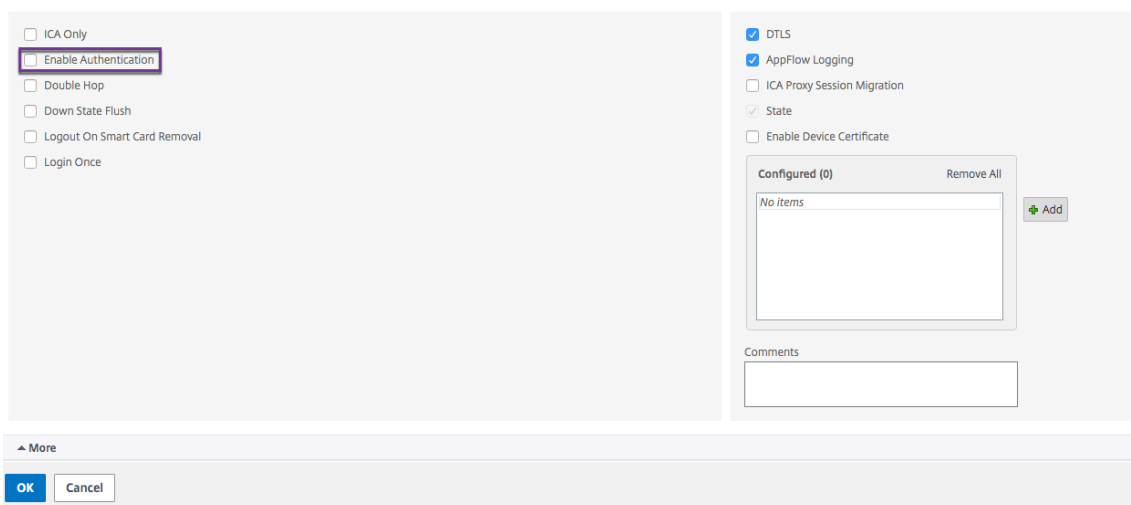 ICA Only
Enable Authentication
Double Hop
Down State Flush
Logout On Smart Card Removal
Login Once
DTLS
AppFlow Logging
ICA Proxy Session Migration
State
Enable Device Certificate
Configured (0) Remove All
No items
Add
Comments
More
OK Cancel